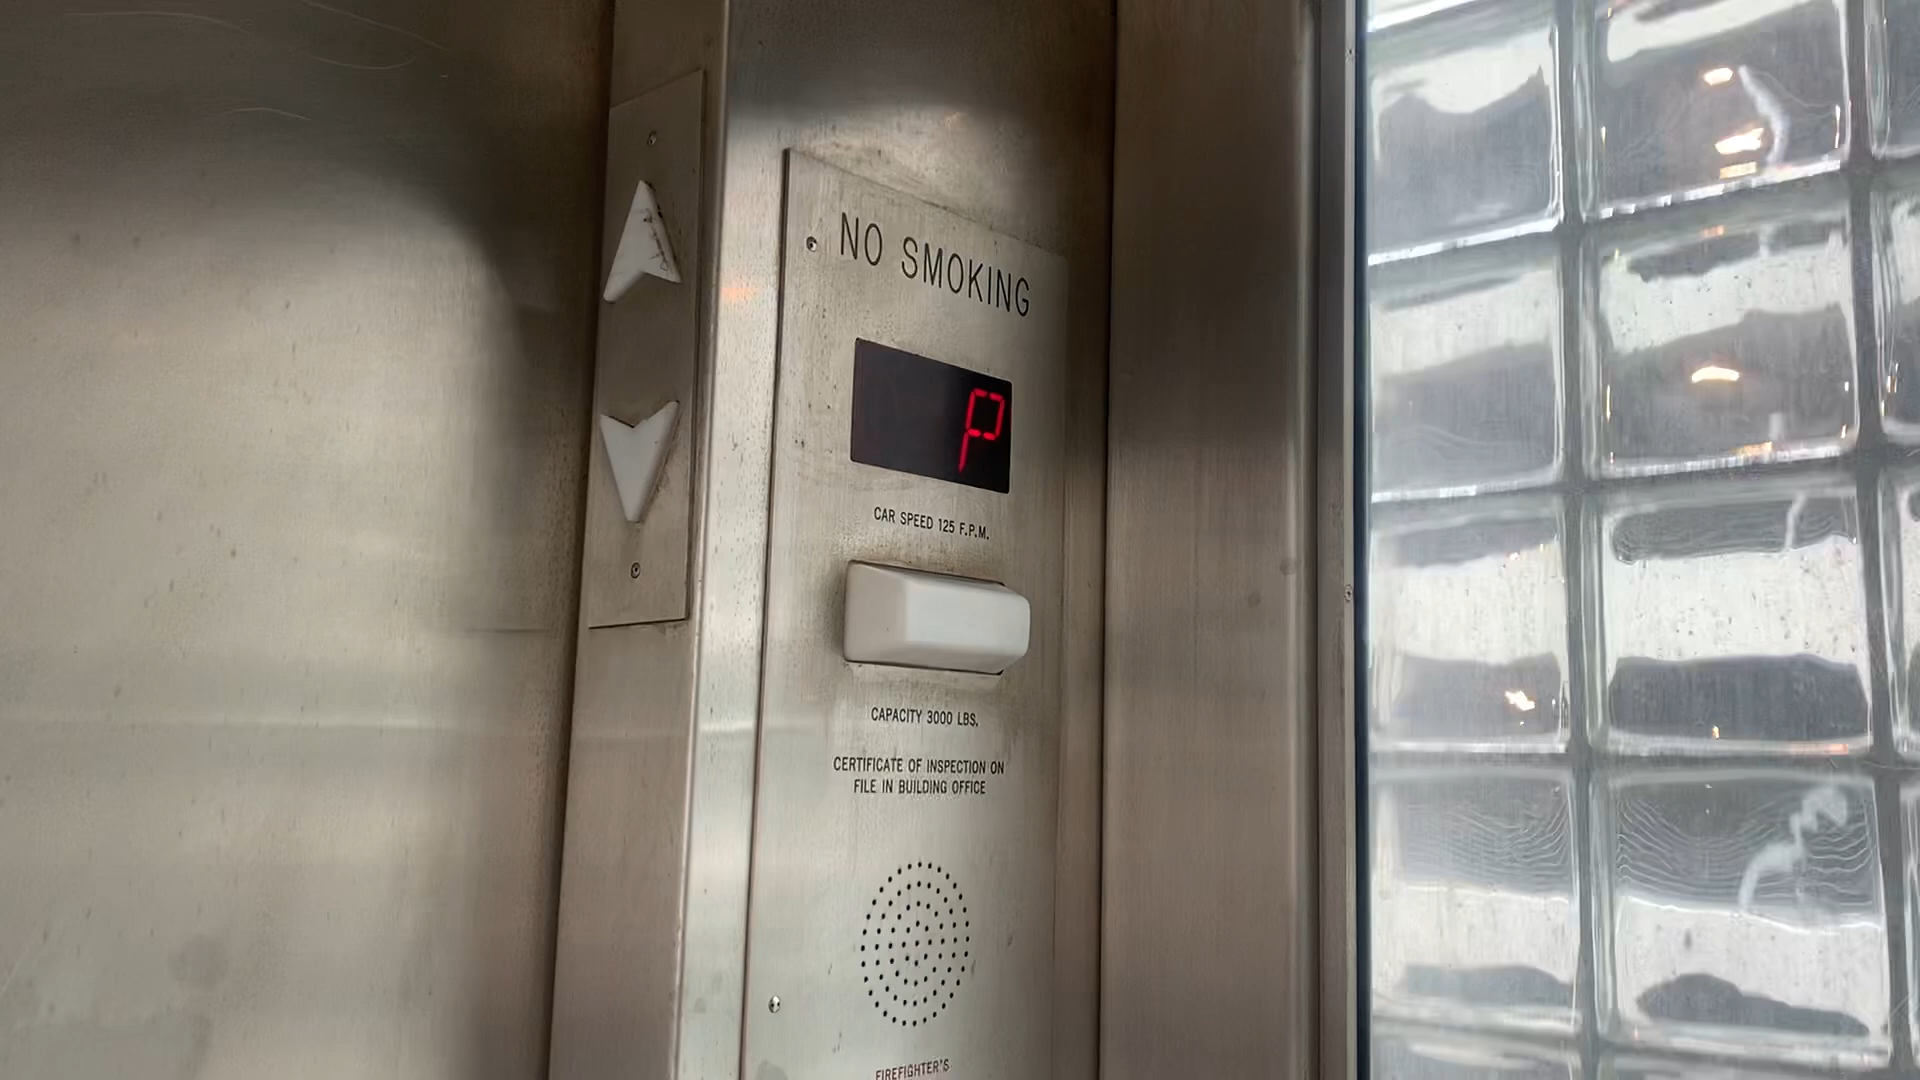 NO SMOKING
P
CAR SPEED 125 F.P.M.
CAPACITY 3000 LBS.
CERTIFICATE OF INSPECTION ON
FILE IN BUILDING OFFICE
FIREFIGHTER'S